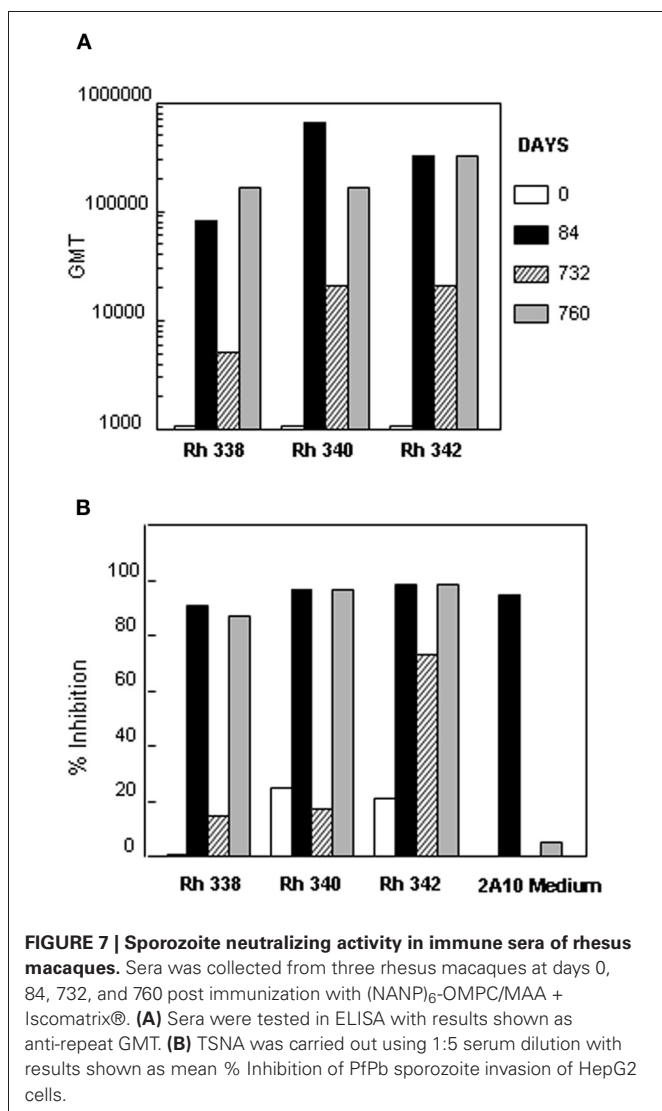 A
1000000
100000
10000
1000
GMT
DAYS
0
84
732
760
Rh 338 Rh 340 Rh 342
B
100
80
60
40
20
0
% Inhibition
Rh 338 Rh 340 Rh 342 2A10 Medium
FIGURE 7 | Sporozoite neutralizing activity in immune sera of rhesus
macaques. Sera was collected from three rhesus macaques at days 0,
84, 732, and 760 post immunization with (NANP)₆-OMPC/MAA +
Iscomatrix®. (A) Sera were tested in ELISA with results shown as
anti-repeat GMT. (B) TSNA was carried out using 1:5 serum dilution with
results shown as mean % Inhibition of PfPb sporozoite invasion of HepG2
cells.